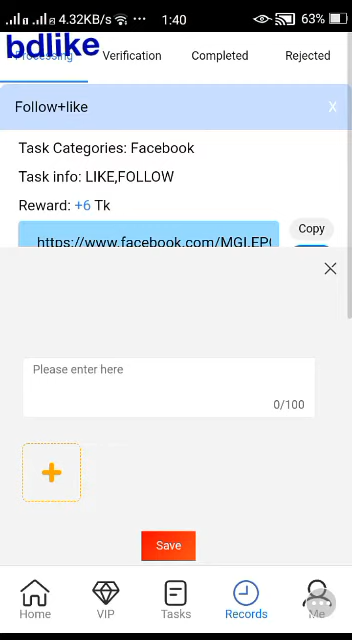 4.32KB/s ... 1:40 63%
bdlike
Processing Verification Completed Rejected
Follow+like X
Task Categories: Facebook
Task info: LIKE,FOLLOW
Reward: +6 Tk
https://www.facebook.com/MGI.EPC Copy
Please enter here
0/100
Save
Home VIP Tasks Records Me